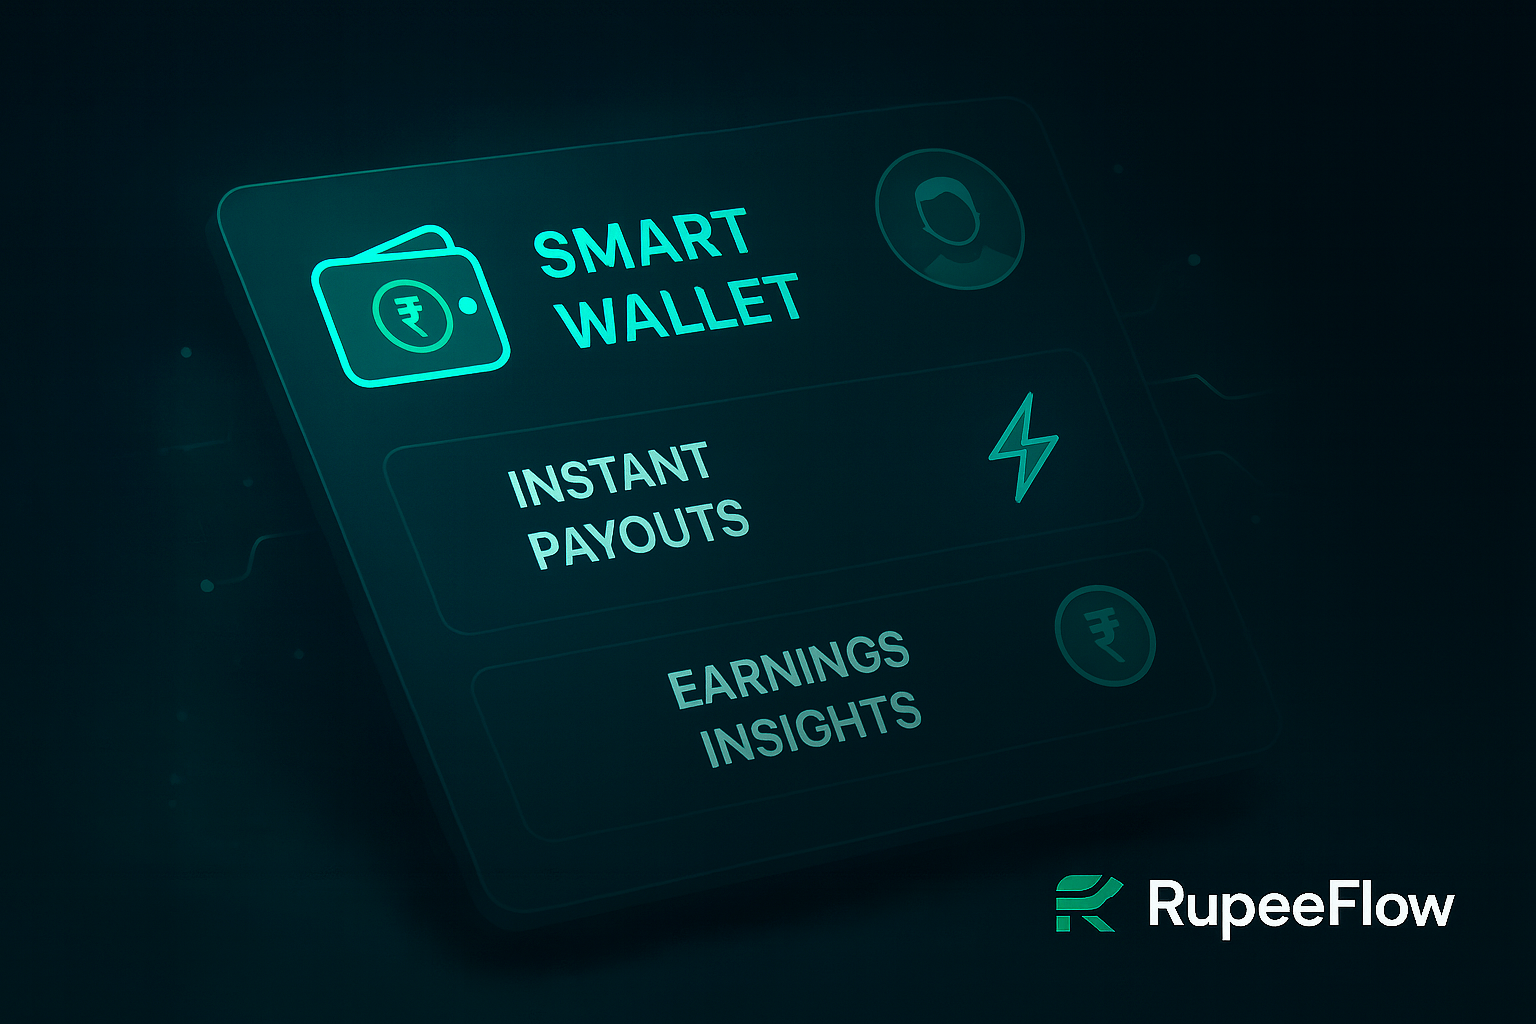 SMART
WALLET
₹
INSTANT
PAYOUTS
EARNINGS
INSIGHTS
₹
RupeeFlow